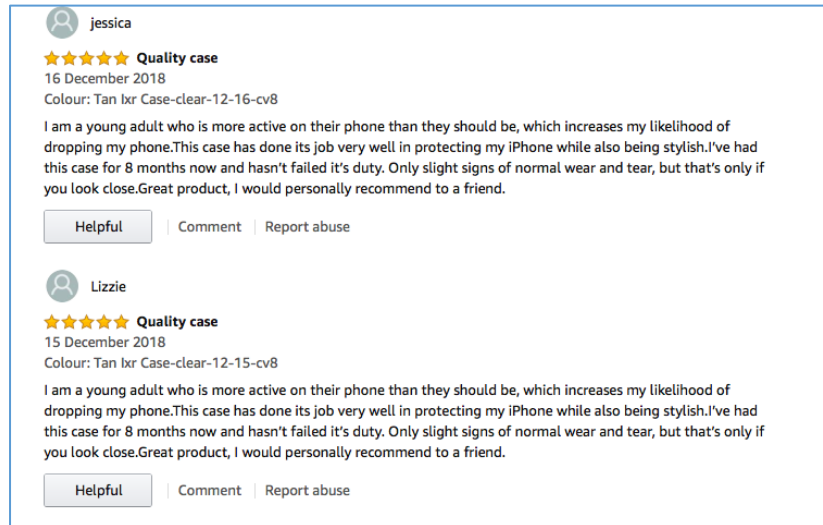 jessica
Quality case
16 December 2018
Colour: Tan Ixr Case-clear-12-16-cv8
I am a young adult who is more active on their phone than they should be, which increases my likelihood of
dropping my phone.This case has done its job very well in protecting my iPhone while also being stylish.I've had
this case for 8 months now and hasn't failed it's duty. Only slight signs of normal wear and tear, but that's only if
you look close.Great product, I would personally recommend to a friend.
Helpful | Comment | Report abuse
Lizzie
Quality case
15 December 2018
Colour: Tan Ixr Case-clear-12-15-cv8
I am a young adult who is more active on their phone than they should be, which increases my likelihood of
dropping my phone.This case has done its job very well in protecting my iPhone while also being stylish.I've had
this case for 8 months now and hasn't failed it's duty. Only slight signs of normal wear and tear, but that's only if
you look close.Great product, I would personally recommend to a friend.
Helpful | Comment | Report abuse